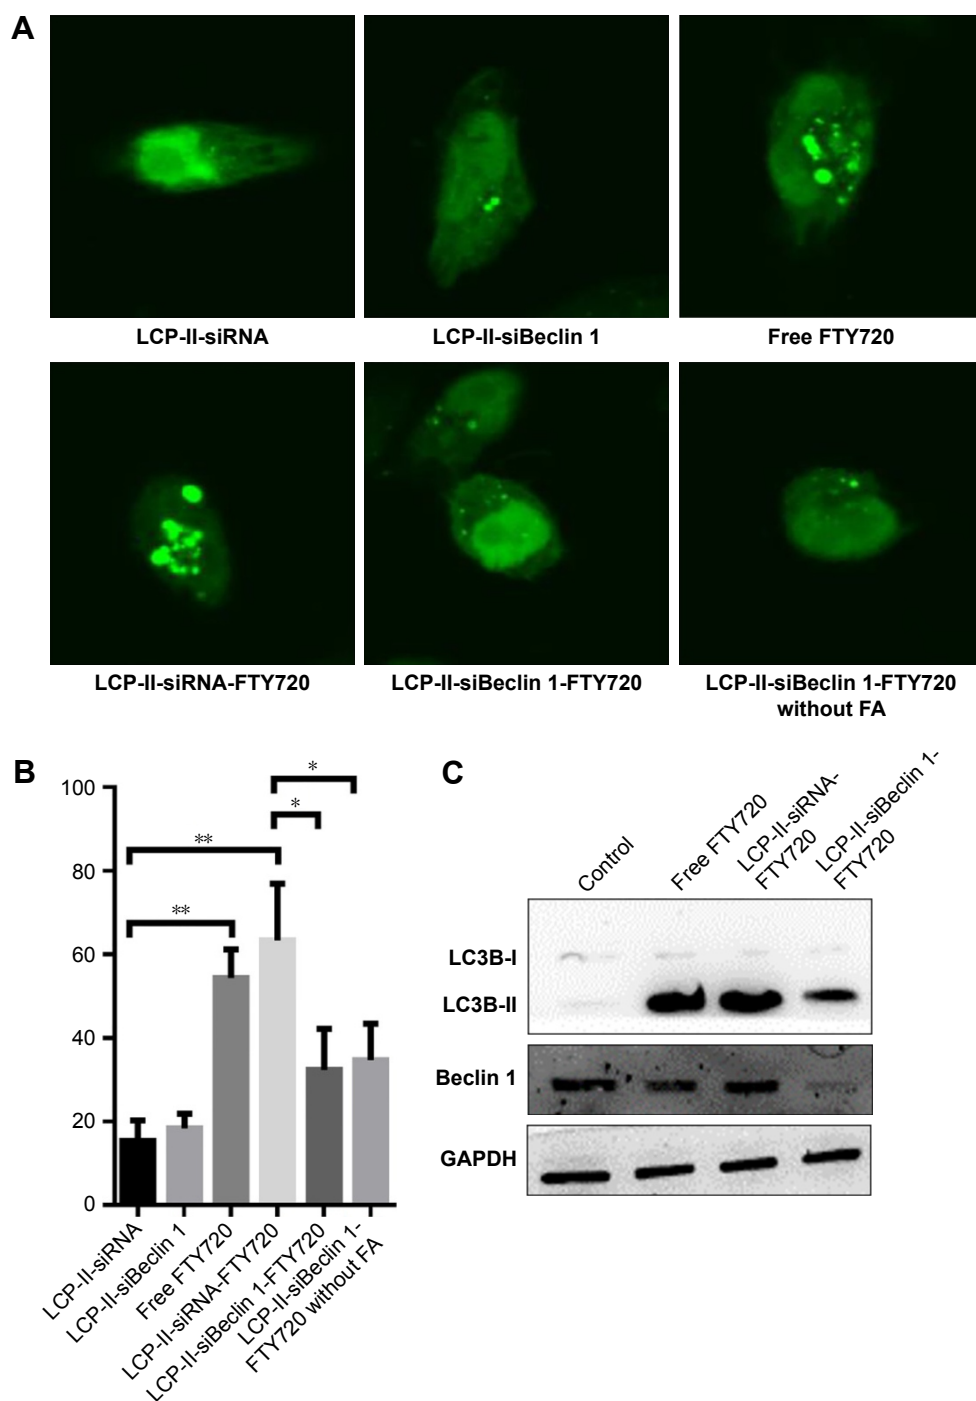 A
LCP-II-siRNA
LCP-II-siBeclin 1
Free FTY720
LCP-II-siRNA-FTY720
LCP-II-siBeclin 1-FTY720
LCP-II-siBeclin 1-FTY720
without FA
B
100
80
60
40
20
0
**
**
*
*
LCP-II-siRNA
LCP-II-siBeclin 1
Free FTY720
LCP-II-siRNA-FTY720
LCP-II-siBeclin 1-FTY720
LCP-II-siBeclin 1-
FTY720 without FA
C
Control
Free FTY720
LCP-II-siRNA-
FTY720
LCP-II-siBeclin 1-
FTY720
LC3B-I
LC3B-II
Beclin 1
GAPDH